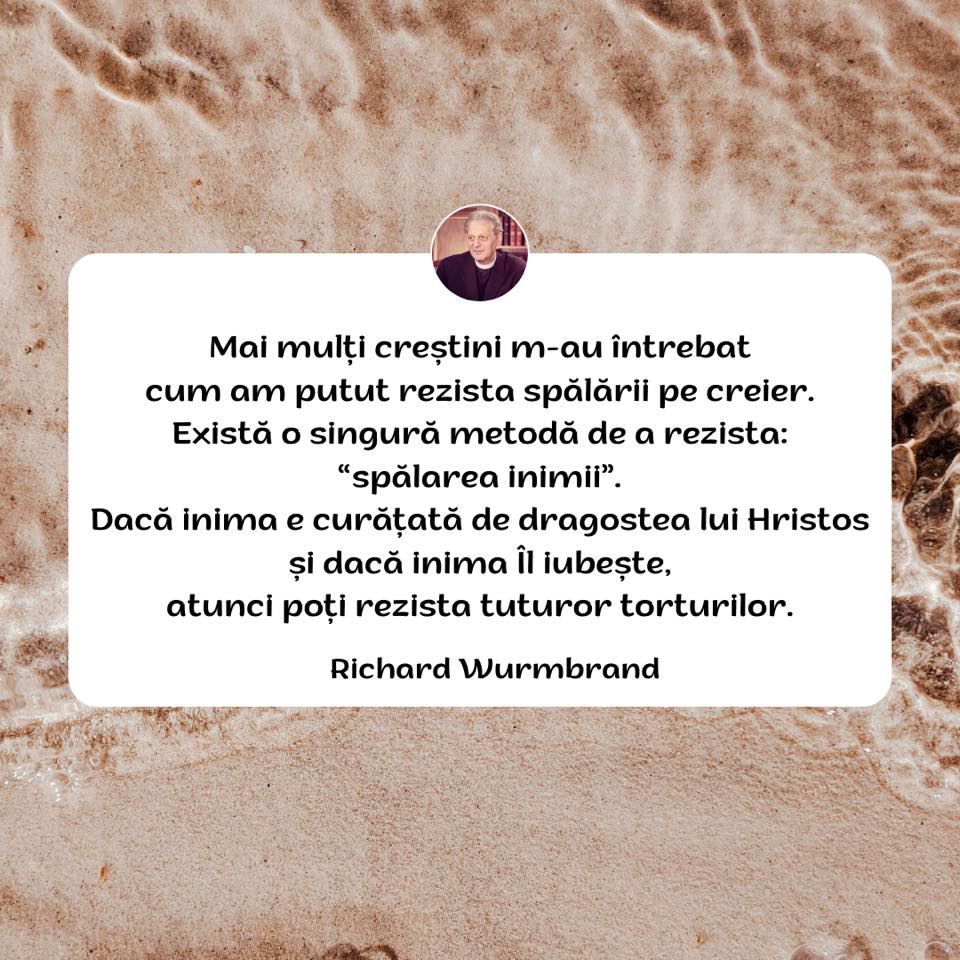 Mai mulți creștini m-au întrebat
cum am putut rezista spălării pe creier.
Există o singură metodă de a rezista:
“spălarea inimii”.
Dacă inima e curățată de dragostea lui Hristos
și dacă inima Îl iubește,
atunci poți rezista tuturor torturilor.
Richard Wurmbrand